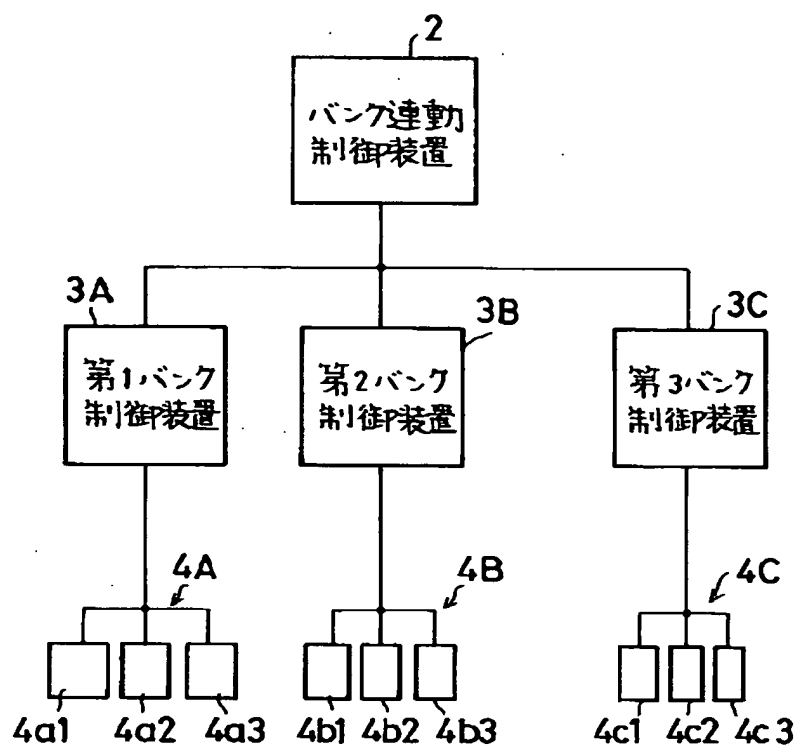 2
バンク連動
制御装置
3A
3B
3C
第1バンク
制御装置
第2バンク
制御装置
第3バンク
制御装置
4A
4B
4C
4a1
4a2
4a3
4b1
4b2
4b3
4c1
4c2
4c3